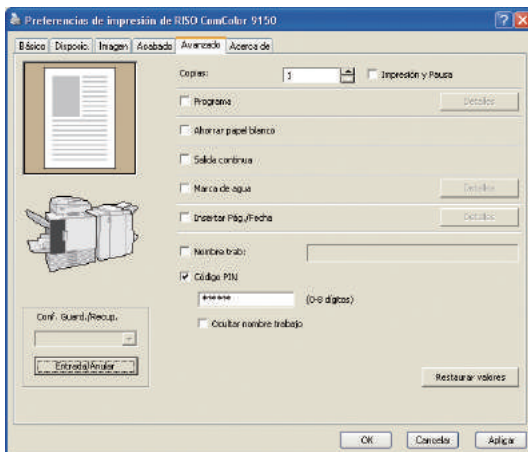 Preferencias de impresión de RISO ComColor 9150
Básico Disposic. Imagen Acabado Avanzado Acerca de
Copias: 1 Impresión y Pausa
Programa Detalles
Ahorrar papel blanco
Salida continua
Marca de agua Detalles
Insertar Pág./Fecha Detalles
Nombre trab:
Código PIN
***** (0-8 dígitos)
Ocultar nombre trabajo
Conf. Guard./Recup.
Entrada/Anular
Restaurar valores
OK Cancelar Aplicar